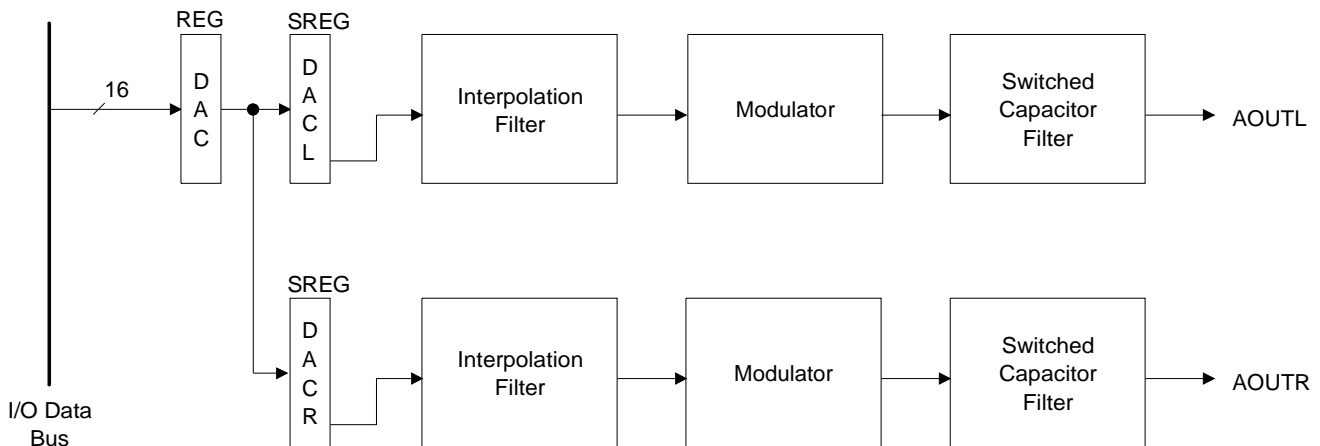 REG
SREG
16
D
A
C
D
A
C
L
Interpolation
Filter
Modulator
Switched
Capacitor
Filter
AOUTL
SREG
D
A
C
R
Interpolation
Filter
Modulator
Switched
Capacitor
Filter
AOUTR
I/O Data
Bus